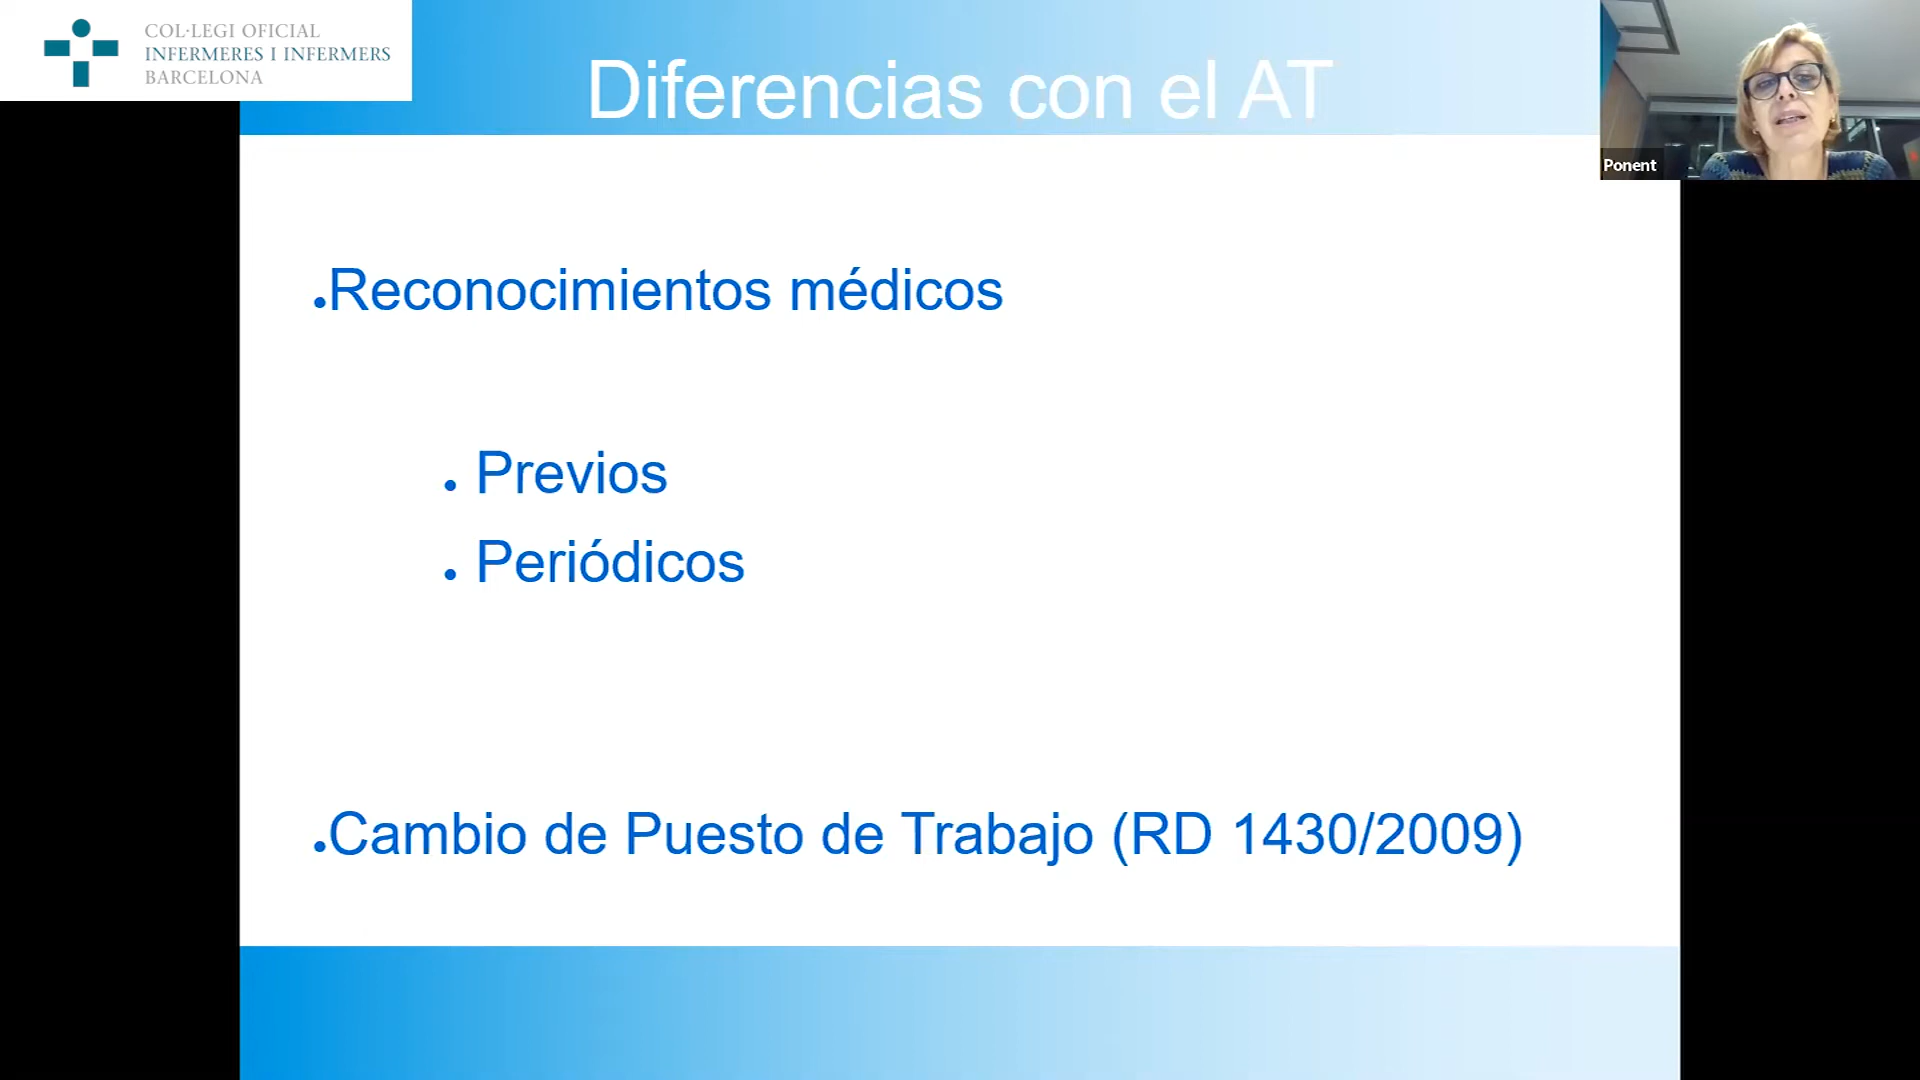 COL·LEGI OFICIAL
INFERMERES I INFERMERS
BARCELONA
Diferencias con el AT
Ponent
●Reconocimientos médicos
● Previos
● Periódicos
●Cambio de Puesto de Trabajo (RD 1430/2009)